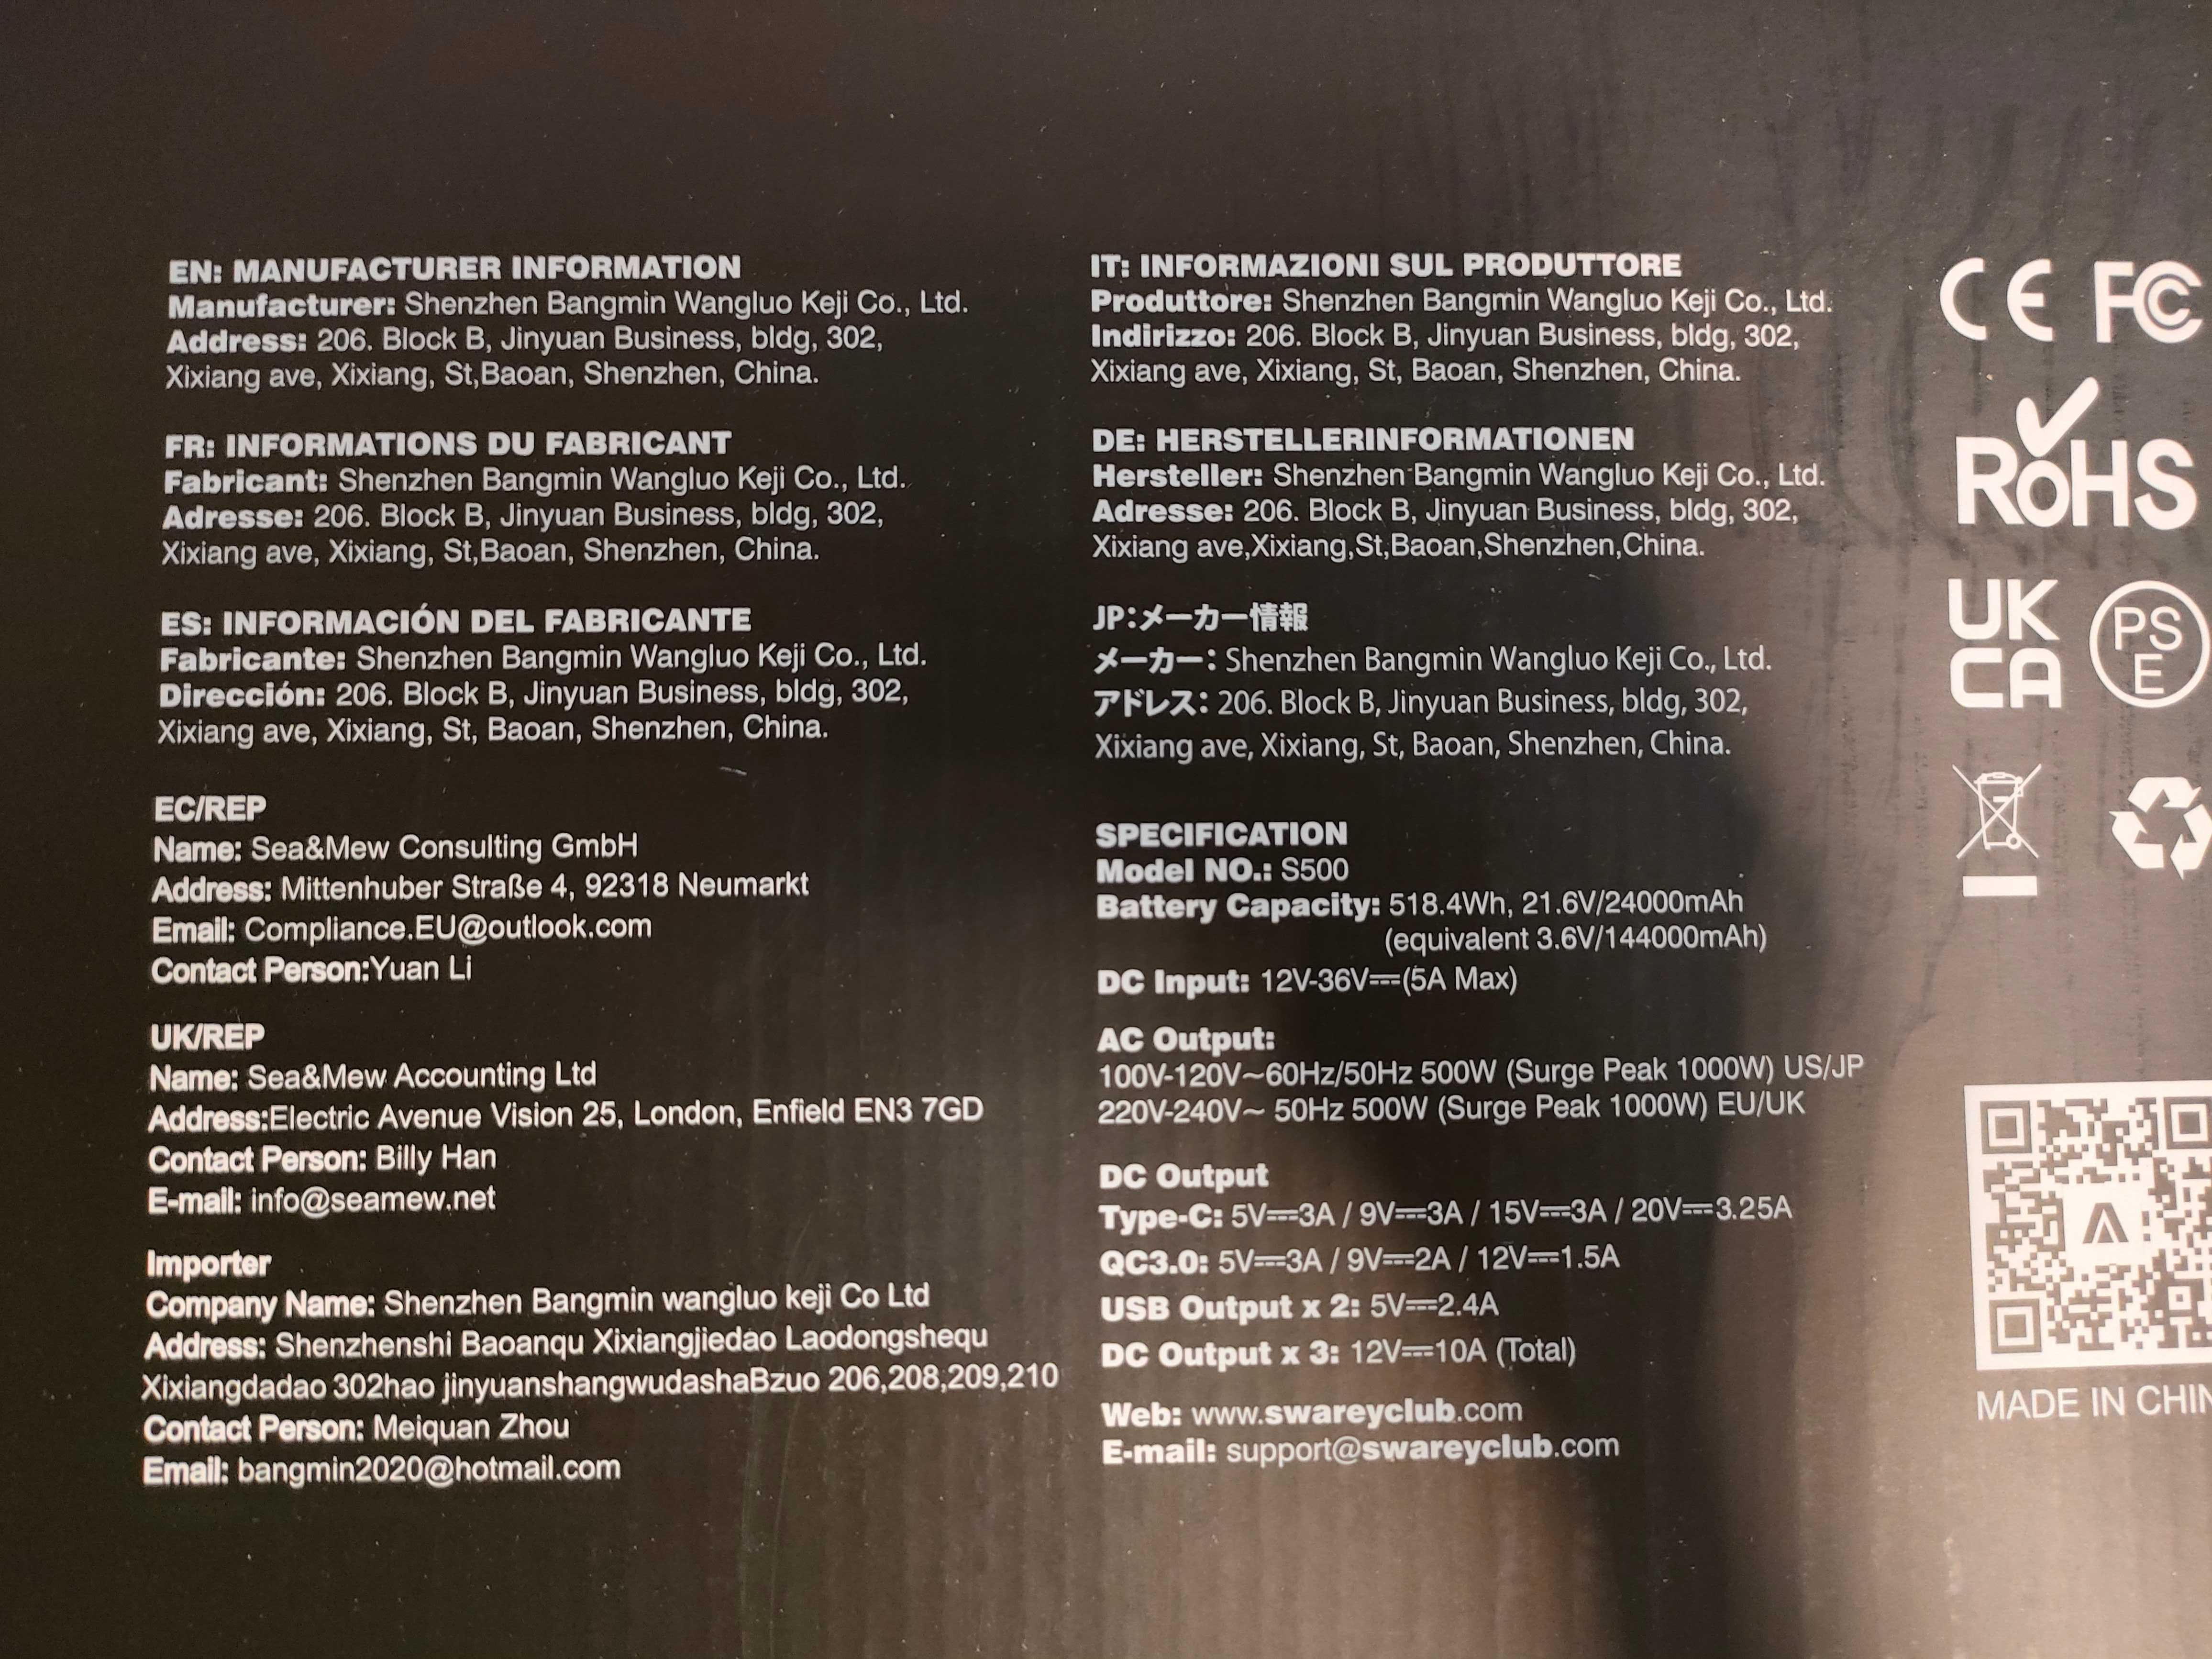 EN: MANUFACTURER INFORMATION
Manufacturer: Shenzhen Bangmin Wangluo Keji Co., Ltd.
Address: 206. Block B, Jinyuan Business, bldg, 302,
Xixiang ave, Xixiang, St,Baoan, Shenzhen, China.
FR: INFORMATIONS DU FABRICANT
Fabricant: Shenzhen Bangmin Wangluo Keji Co., Ltd.
Adresse: 206. Block B, Jinyuan Business, bldg, 302,
Xixiang ave, Xixiang, St,Baoan, Shenzhen, China.
ES: INFORMACIÓN DEL FABRICANTE
Fabricante: Shenzhen Bangmin Wangluo Keji Co., Ltd.
Dirección: 206. Block B, Jinyuan Business, bldg, 302,
Xixiang ave, Xixiang, St, Baoan, Shenzhen, China.
EC/REP
Name: Sea&Mew Consulting GmbH
Address: Mittenhuber Straße 4, 92318 Neumarkt
Email: Compliance.EU@outlook.com
Contact Person:Yuan Li
UK/REP
Name: Sea&Mew Accounting Ltd
Address:Electric Avenue Vision 25, London, Enfield EN3 7GD
Contact Person: Billy Han
E-mail: info@seamew.net
Importer
Company Name: Shenzhen Bangmin wangluo keji Co Ltd
Address: Shenzhenshi Baoanqu Xixiangjiedao Laodongshequ
Xixiangdadao 302hao jinyuanshangwudashaBzuo 206,208,209,210
Contact Person: Meiquan Zhou
Email: bangmin2020@hotmail.com
IT: INFORMAZIONI SUL PRODUTTORE
Produttore: Shenzhen Bangmin Wangluo Keji Co., Ltd.
Indirizzo: 206. Block B, Jinyuan Business, bldg, 302,
Xixiang ave, Xixiang, St, Baoan, Shenzhen, China.
DE: HERSTELLERINFORMATIONEN
Hersteller: Shenzhen Bangmin Wangluo Keji Co., Ltd.
Adresse: 206. Block B, Jinyuan Business, bldg, 302,
Xixiang ave,Xixiang,St,Baoan,Shenzhen,China.
JP:メーカー情報
メーカー: Shenzhen Bangmin Wangluo Keji Co., Ltd.
アドレス: 206. Block B, Jinyuan Business, bldg, 302,
Xixiang ave, Xixiang, St, Baoan, Shenzhen, China.
SPECIFICATION
Model NO.: S500
Battery Capacity: 518.4Wh, 21.6V/24000mAh
(equivalent 3.6V/144000mAh)
DC Input: 12V-36V⎓(5A Max)
AC Output:
100V-120V~60Hz/50Hz 500W (Surge Peak 1000W) US/JP
220V-240V~ 50Hz 500W (Surge Peak 1000W) EU/UK
DC Output
Type-C: 5V⎓3A / 9V⎓3A / 15V⎓3A / 20V⎓3.25A
QC3.0: 5V⎓3A / 9V⎓2A / 12V⎓1.5A
USB Output x 2: 5V⎓2.4A
DC Output x 3: 12V⎓10A (Total)
Web: www.swareyclub.com
E-mail: support@swareyclub.com
CE FC
RoHS
UK
CA
PS
E
MADE IN